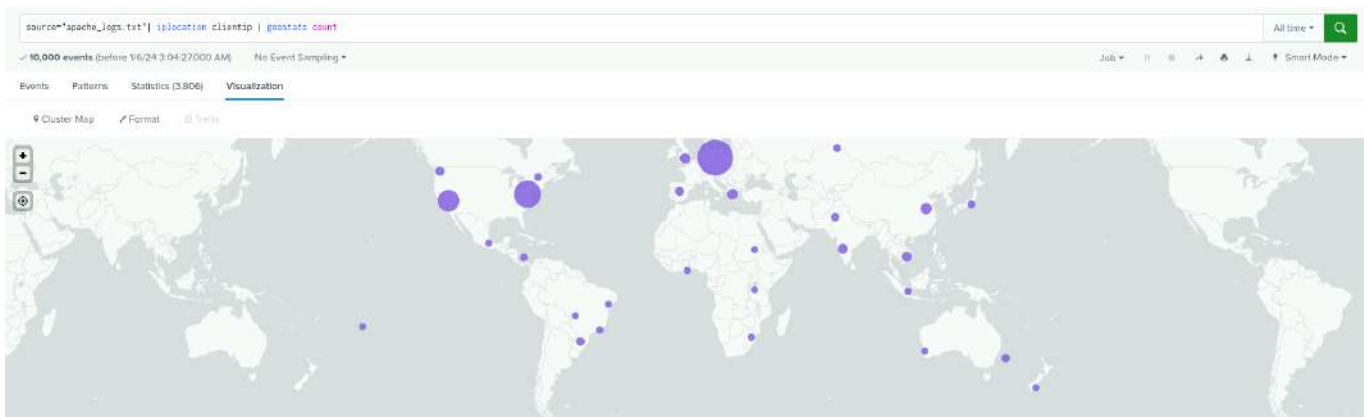 source="apache_logs.txt"| iplocation clientip | geostats count
All time
10,000 events (before 1/6/24 3:04:27.000 AM)
No Event Sampling
Job
Smart Mode
Events
Patterns
Statistics (3,806)
Visualization
Cluster Map
Format
Trellis
+
−